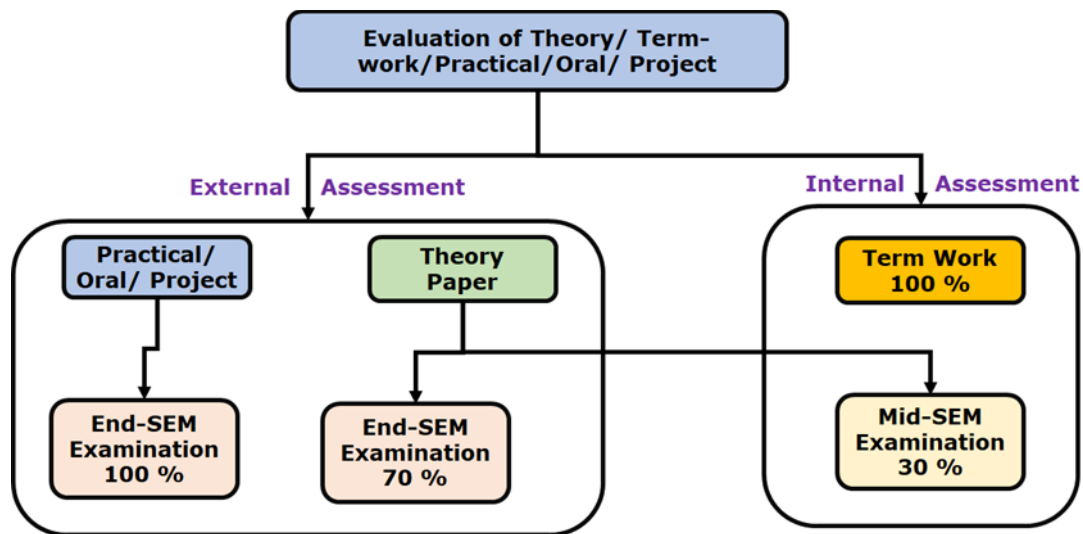 Evaluation of Theory/ Term-
work/Practical/Oral/ Project
External Assessment
Internal Assessment
Practical/
Oral/ Project
Theory
Paper
Term Work
100 %
End-SEM
Examination
100 %
End-SEM
Examination
70 %
Mid-SEM
Examination
30 %